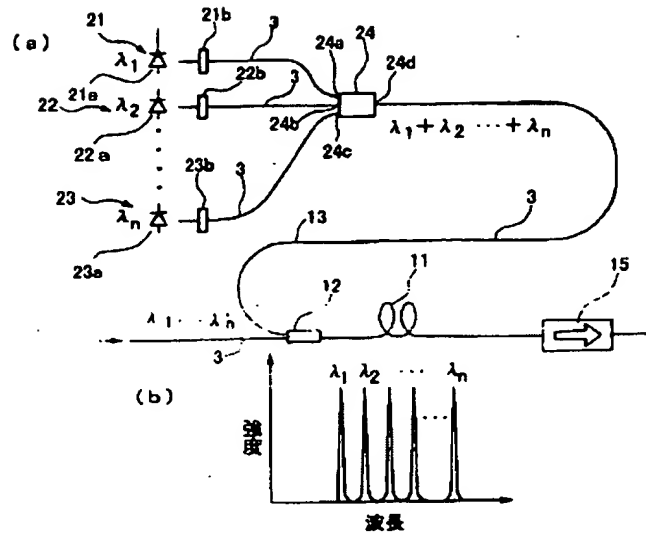 (a)
21
21b
3
λ1
21a
22
λ2
22a
22b
3
24a
24
24d
24b
24c
λ1+λ2 ···+λn
23
λn
23a
23b
3
13
3
12
11
15
λ1 ·· λn
3
(b)
λ1 λ2 ··· λn
強度
波長